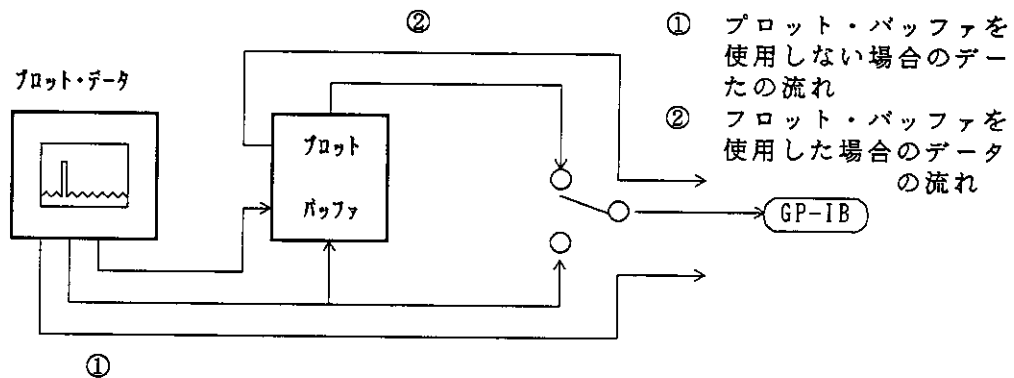 ②
① プロット・バッファを
使用しない場合のデー
たの流れ
② フロット・バッファを
使用した場合のデータ
の流れ
プロット・データ
プロット
バッファ
GP-IB
①